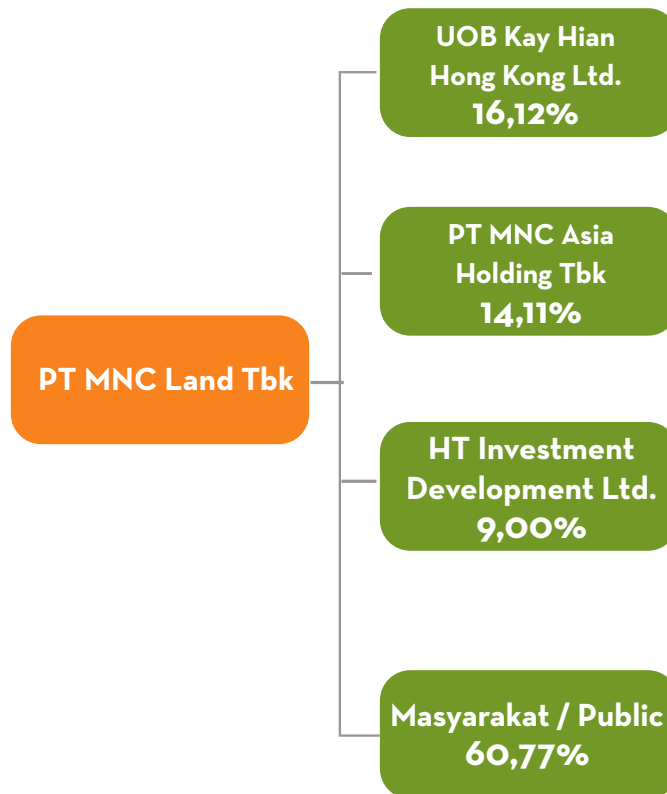 UOB Kay Hian
Hong Kong Ltd.
16,12%
PT MNC Asia
Holding Tbk
14,11%
PT MNC Land Tbk
HT Investment
Development Ltd.
9,00%
Masyarakat / Public
60,77%